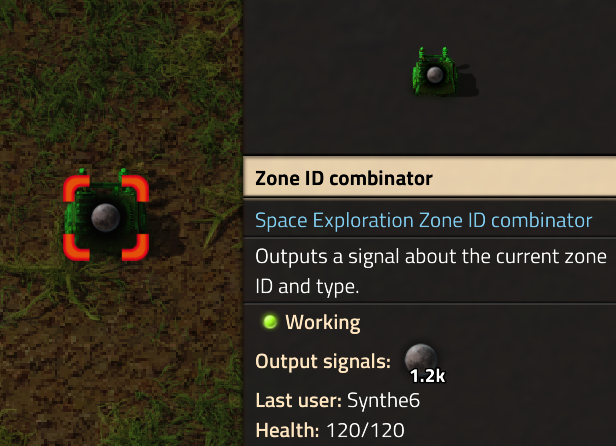 Zone ID combinator
Space Exploration Zone ID combinator
Outputs a signal about the current zone
ID and type.
Working
Output signals: 1.2k
Last user: Synthe6
Health: 120/120